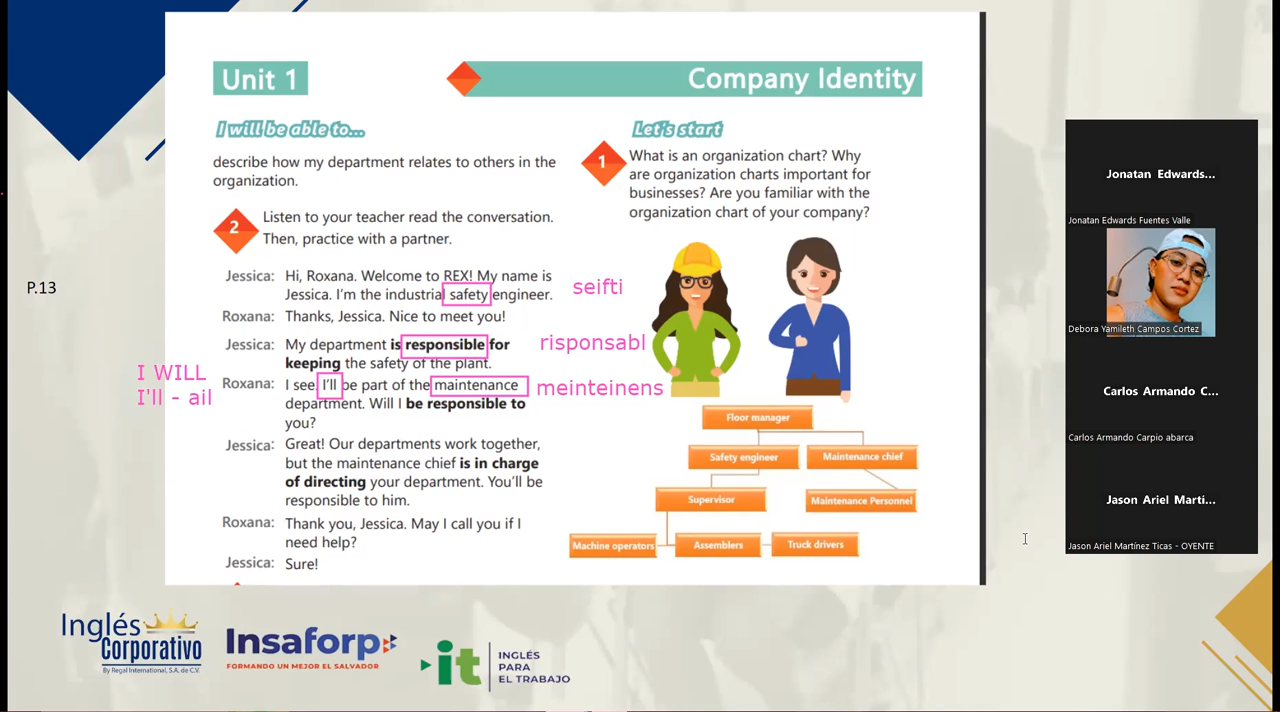 Unit 1
Company Identity
I will be able to...
describe how my department relates to others in the
organization.
2
Listen to your teacher read the conversation.
Then, practice with a partner.
Jessica: Hi, Roxana. Welcome to REX! My name is
Jessica. I'm the industrial safety engineer.
seifti
Roxana: Thanks, Jessica. Nice to meet you!
Jessica: My department is responsible for
risponsabl
keeping the safety of the plant.
I WILL
I'll - ail
Roxana: I see. I'll be part of the maintenance
meinteinens
department. Will I be responsible to
you?
Jessica: Great! Our departments work together,
but the maintenance chief is in charge
of directing your department. You'll be
responsible to him.
Roxana: Thank you, Jessica. May I call you if I
need help?
Jessica: Sure!
P.13
Let's start
1
What is an organization chart? Why
are organization charts important for
businesses? Are you familiar with the
organization chart of your company?
Floor manager
Safety engineer
Maintenance chief
Supervisor
Maintenance Personnel
Machine operators
Assemblers
Truck drivers
Jonatan Edwards...
Jonatan Edwards Fuentes Valle
Debora Yamileth Campos Cortez
Carlos Armando C...
Carlos Armando Carpio abarca
Jason Ariel Martí...
Jason Ariel Martínez Ticas - OYENTE
Inglés
Corporativo
By Regal International, S.A. de C.V.
Insaforp
FORMANDO UN MEJOR EL SALVADOR
it
INGLÉS
PARA
EL TRABAJO